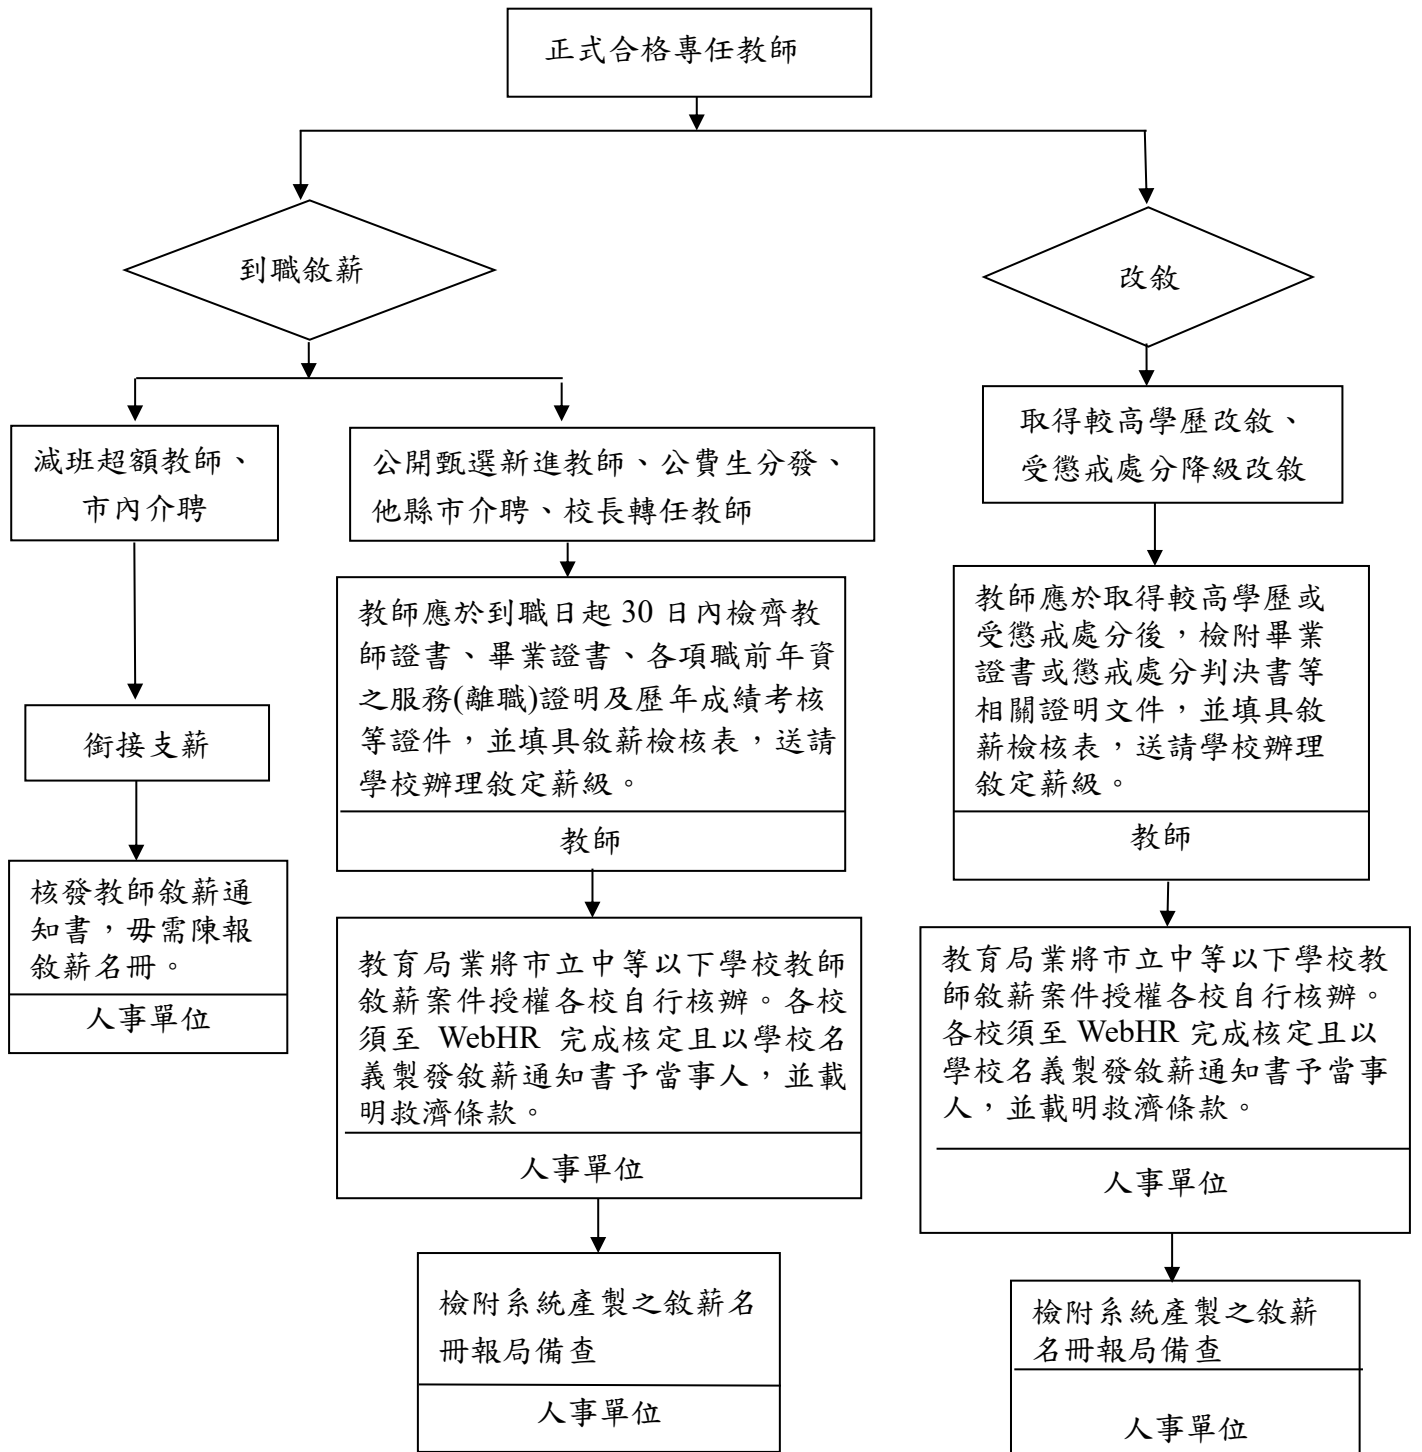 正式合格專任教師
到職敘薪
改敘
減班超額教師、
市內介聘
公開甄選新進教師、公費生分發、
他縣市介聘、校長轉任教師
取得較高學歷改敘、
受懲戒處分降級改敘
教師應於到職日起 30 日內檢齊教
師證書、畢業證書、各項職前年資
之服務(離職)證明及歷年成績考核
等證件，並填具敘薪檢核表，送請
學校辦理敘定薪級。
教師
教師應於取得較高學歷或
受懲戒處分後，檢附畢業
證書或懲戒處分判決書等
相關證明文件，並填具敘
薪檢核表，送請學校辦理
敘定薪級。
教師
銜接支薪
核發教師敘薪通
知書，毋需陳報
敘薪名冊。
人事單位
教育局業將市立中等以下學校教師
敘薪案件授權各校自行核辦。各校
須至 WebHR 完成核定且以學校名
義製發敘薪通知書予當事人，並載
明救濟條款。
人事單位
教育局業將市立中等以下學校教
師敘薪案件授權各校自行核辦。
各校須至 WebHR 完成核定且以
學校名義製發敘薪通知書予當事
人，並載明救濟條款。
人事單位
檢附系統產製之敘薪名
冊報局備查
人事單位
檢附系統產製之敘薪
名冊報局備查
人事單位